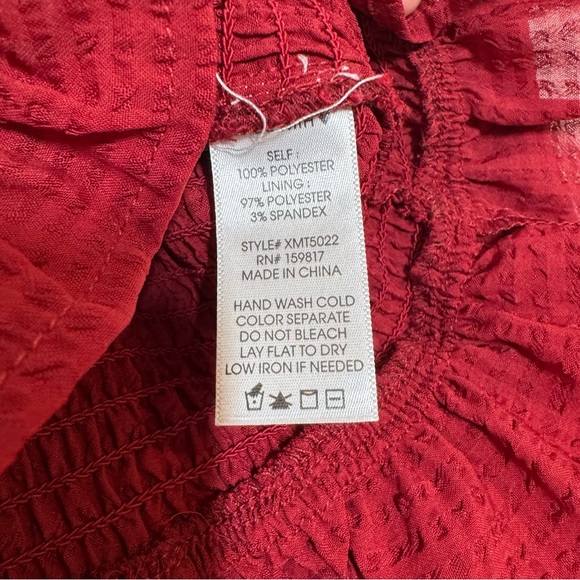 SELF :
100% POLYESTER
LINING :
97% POLYESTER
3% SPANDEX
STYLE# XMT5022
RN# 159817
MADE IN CHINA
HAND WASH COLD
COLOR SEPARATE
DO NOT BLEACH
LAY FLAT TO DRY
LOW IRON IF NEEDED